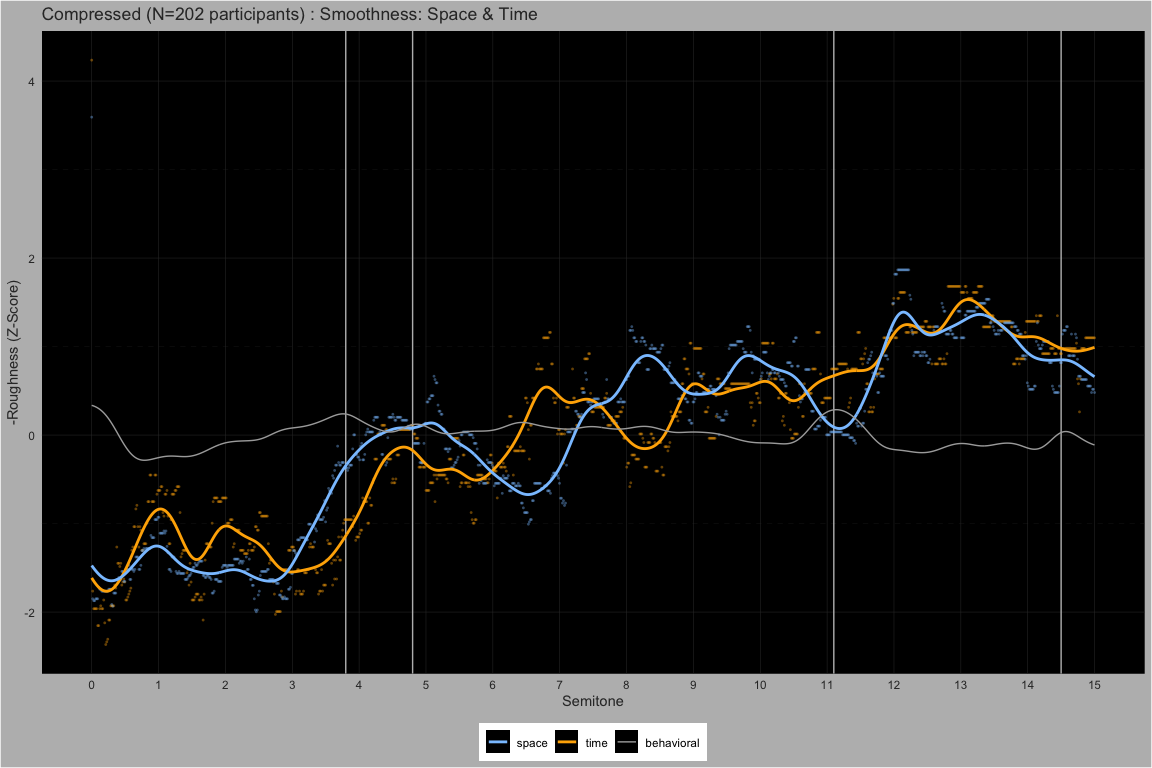 Compressed (N=202 participants) : Smoothness: Space & Time
-Roughness (Z-Score)
4
2
0
-2
0 1 2 3 4 5 6 7 8 9 10 11 12 13 14 15
Semitone
space time behavioral